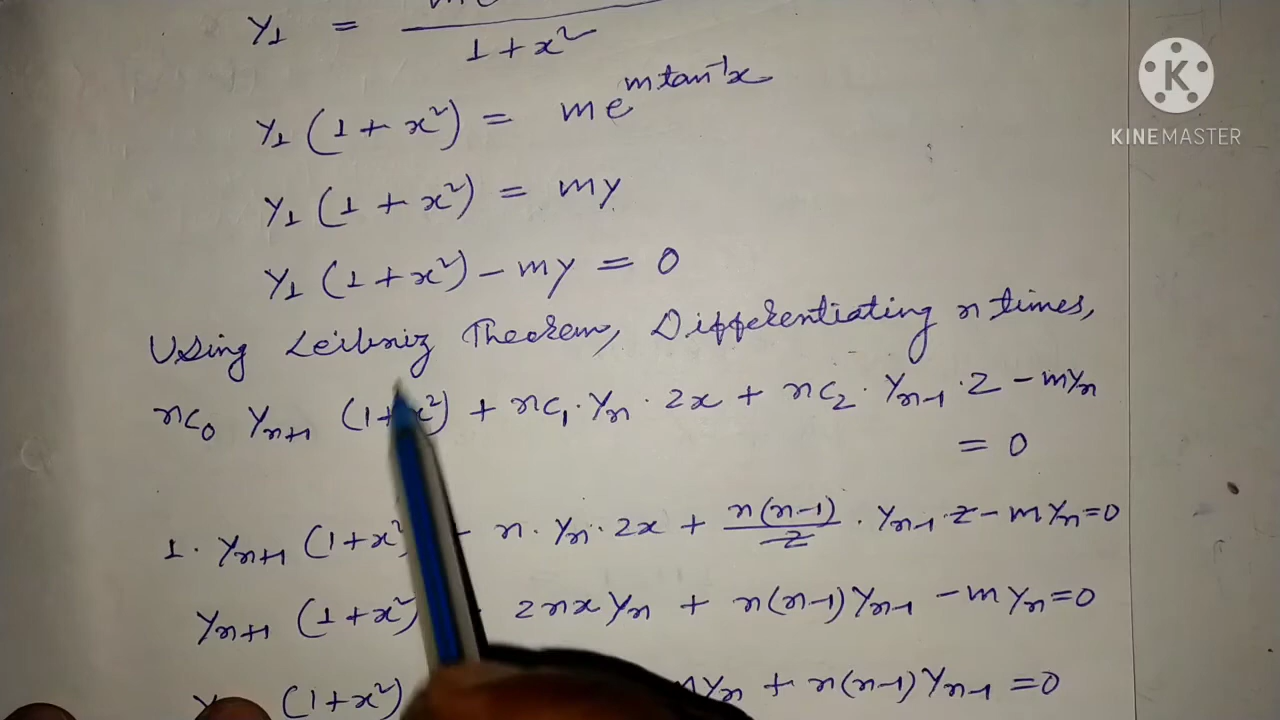 y₁ = / 1+x²
y₁ (1+x²) = m e^(m tan⁻¹x)
K
KINEMASTER
y₁ (1+x²) = my
y₁ (1+x²) - my = 0
Using Leibniz Theorem, Differentiating n times,
nc₀ yₙ₊₁ (1+x²) + nc₁. yₙ . 2x + nc₂ . yₙ₋₁ . 2 - myₙ
= 0
1. yₙ₊₁ (1+x² n. yₙ. 2x + n(n-1)/2 . yₙ₋₁ 2 - myₙ=0
yₙ₊₁ (1+x² 2nxyₙ + n(n-1)yₙ₋₁ - myₙ=0
(1+x²) myₙ + n(n-1)yₙ₋₁ =0